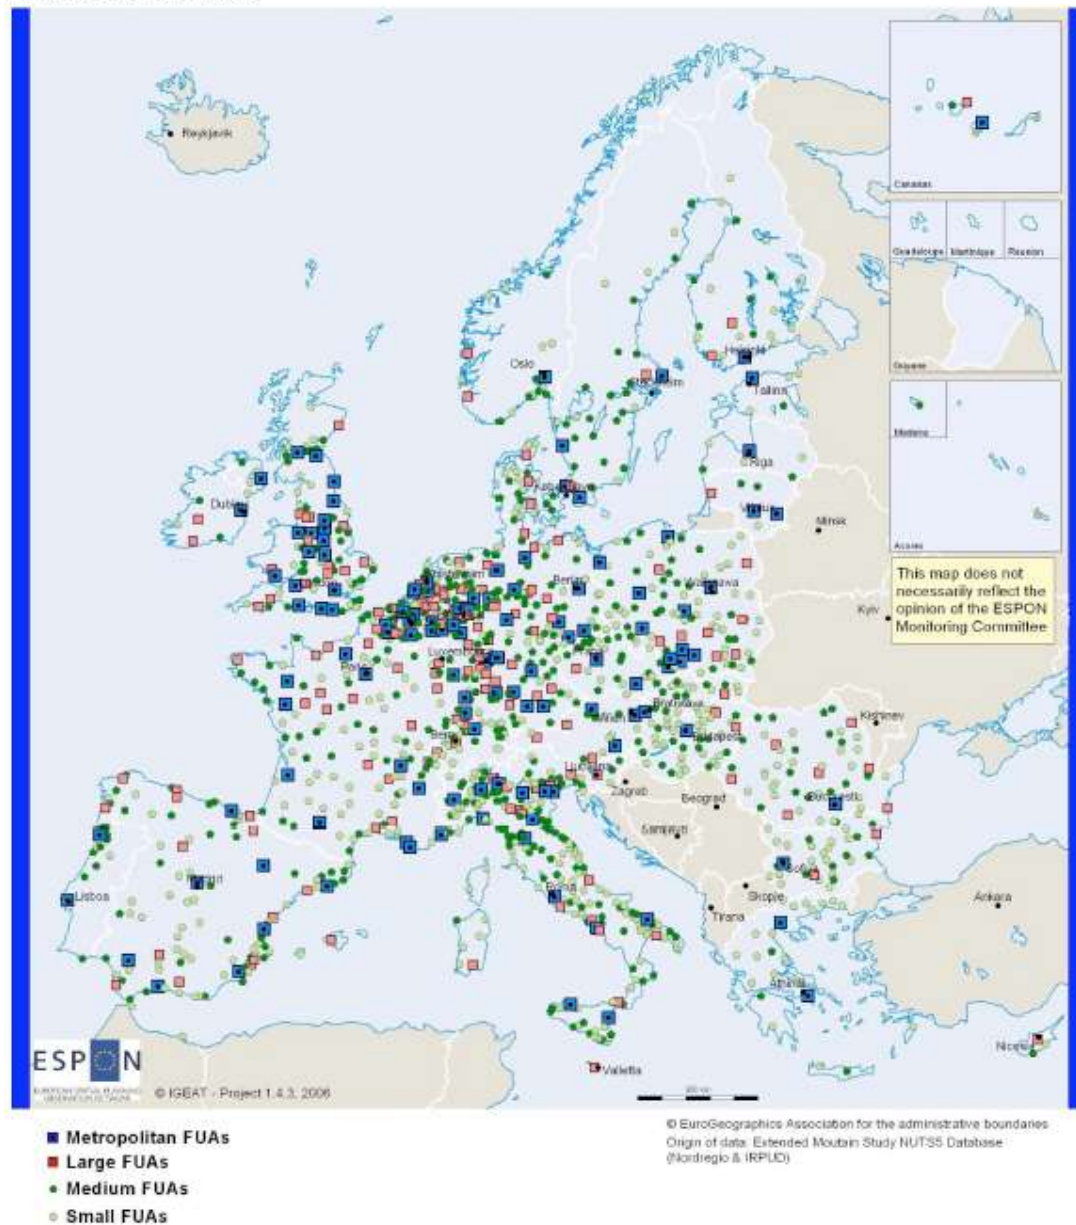 Reykjavik
Canarias
Guadeloupe
Martinique
Reunion
Guyane
Helsinki
Oslo
Tallinn
Madeira
Riga
Dublin
Minsk
Acores
Berlin
This map does not
necessarily reflect the
opinion of the ESPON
Monitoring Committee
Kyiv
Luxembourg
Paris
Kishinev
Bratislava
Wien
Budapest
Bern
Ljubljana
Zagreb
Beograd
Bucuresti
Sarajevo
Sofia
Madrid
Lisboa
Roma
Skopje
Tirana
Ankara
Athinai
ESPON
Nicosia
Valletta
© IGEAT - Project 1.4.3, 2006
© EuroGeographics Association for the administrative boundaries
Origin of data: Extended Moutain Study NUTS5 Database
(Nordregio & IRPUD)
Metropolitan FUAs
Large FUAs
Medium FUAs
Small FUAs